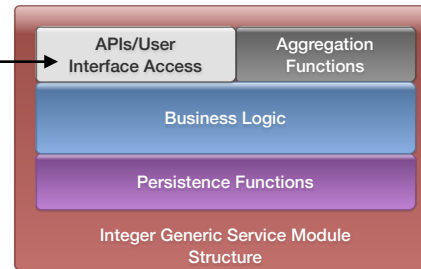 APIs/User
Interface Access
Aggregation
Functions
Business Logic
Persistence Functions
Integer Generic Service Module
Structure